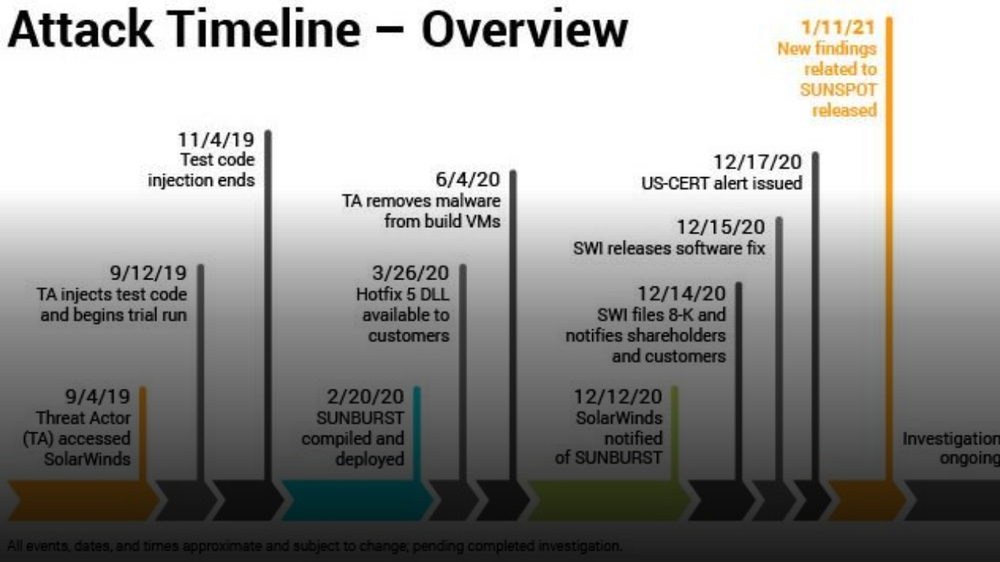 Attack Timeline – Overview
1/11/21
New findings
related to
SUNSPOT
released
11/4/19
Test code
injection ends
12/17/20
US-CERT alert issued
6/4/20
TA removes malware
from build VMs
12/15/20
SWI releases software fix
9/12/19
TA injects test code
and begins trial run
3/26/20
Hotfix 5 DLL
available to
customers
12/14/20
SWI files 8-K and
notifies shareholders
and customers
9/4/19
Threat Actor
(TA) accessed
SolarWinds
2/20/20
SUNBURST
compiled and
deployed
12/12/20
SolarWinds
notified
of SUNBURST
Investigation
ongoing
All events, dates, and times approximate and subject to change; pending completed investigation.